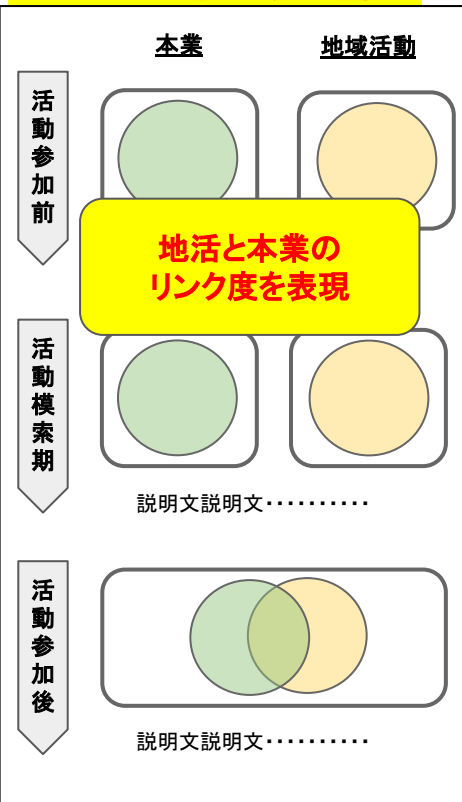 本業
地域活動
活動参加前
地活と本業の
リンク度を表現
活動模索期
説明文説明文‥‥‥‥‥
活動参加後
説明文説明文‥‥‥‥‥